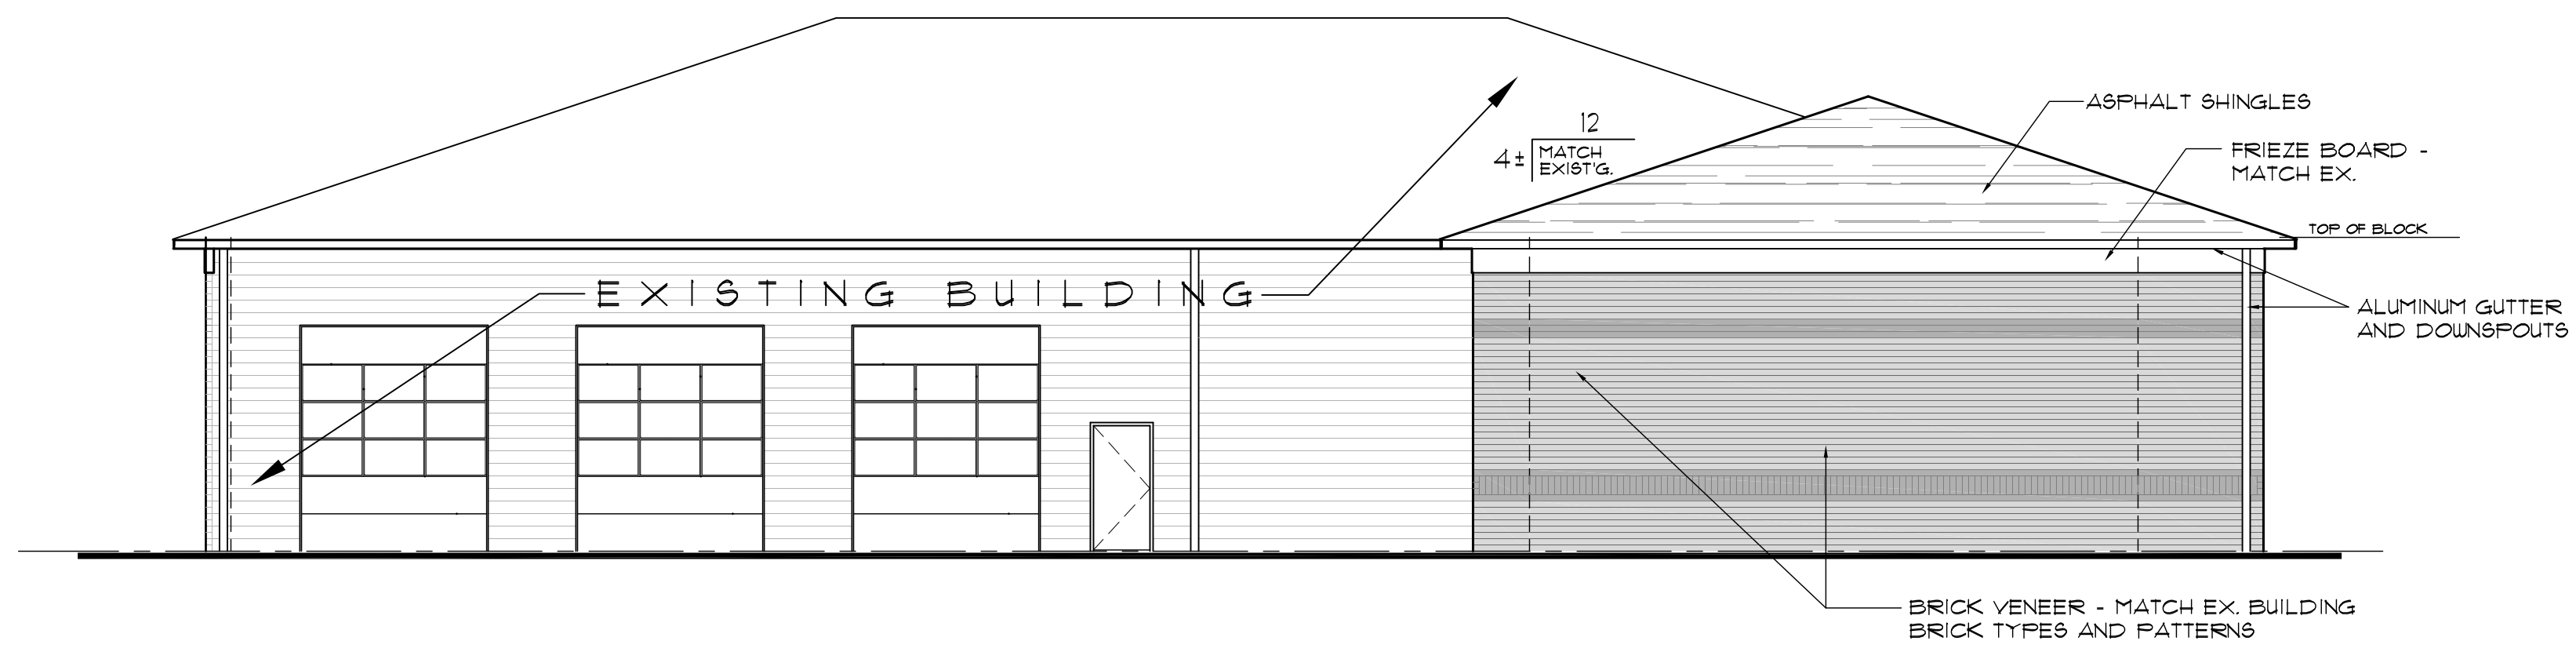 12
4± MATCH
EXIST'G.
ASPHALT SHINGLES
FRIEZE BOARD -
MATCH EX.
TOP OF BLOCK
EXISTING BUILDING
ALUMINUM GUTTER
AND DOWNSPOUTS
BRICK VENEER - MATCH EX. BUILDING
BRICK TYPES AND PATTERNS